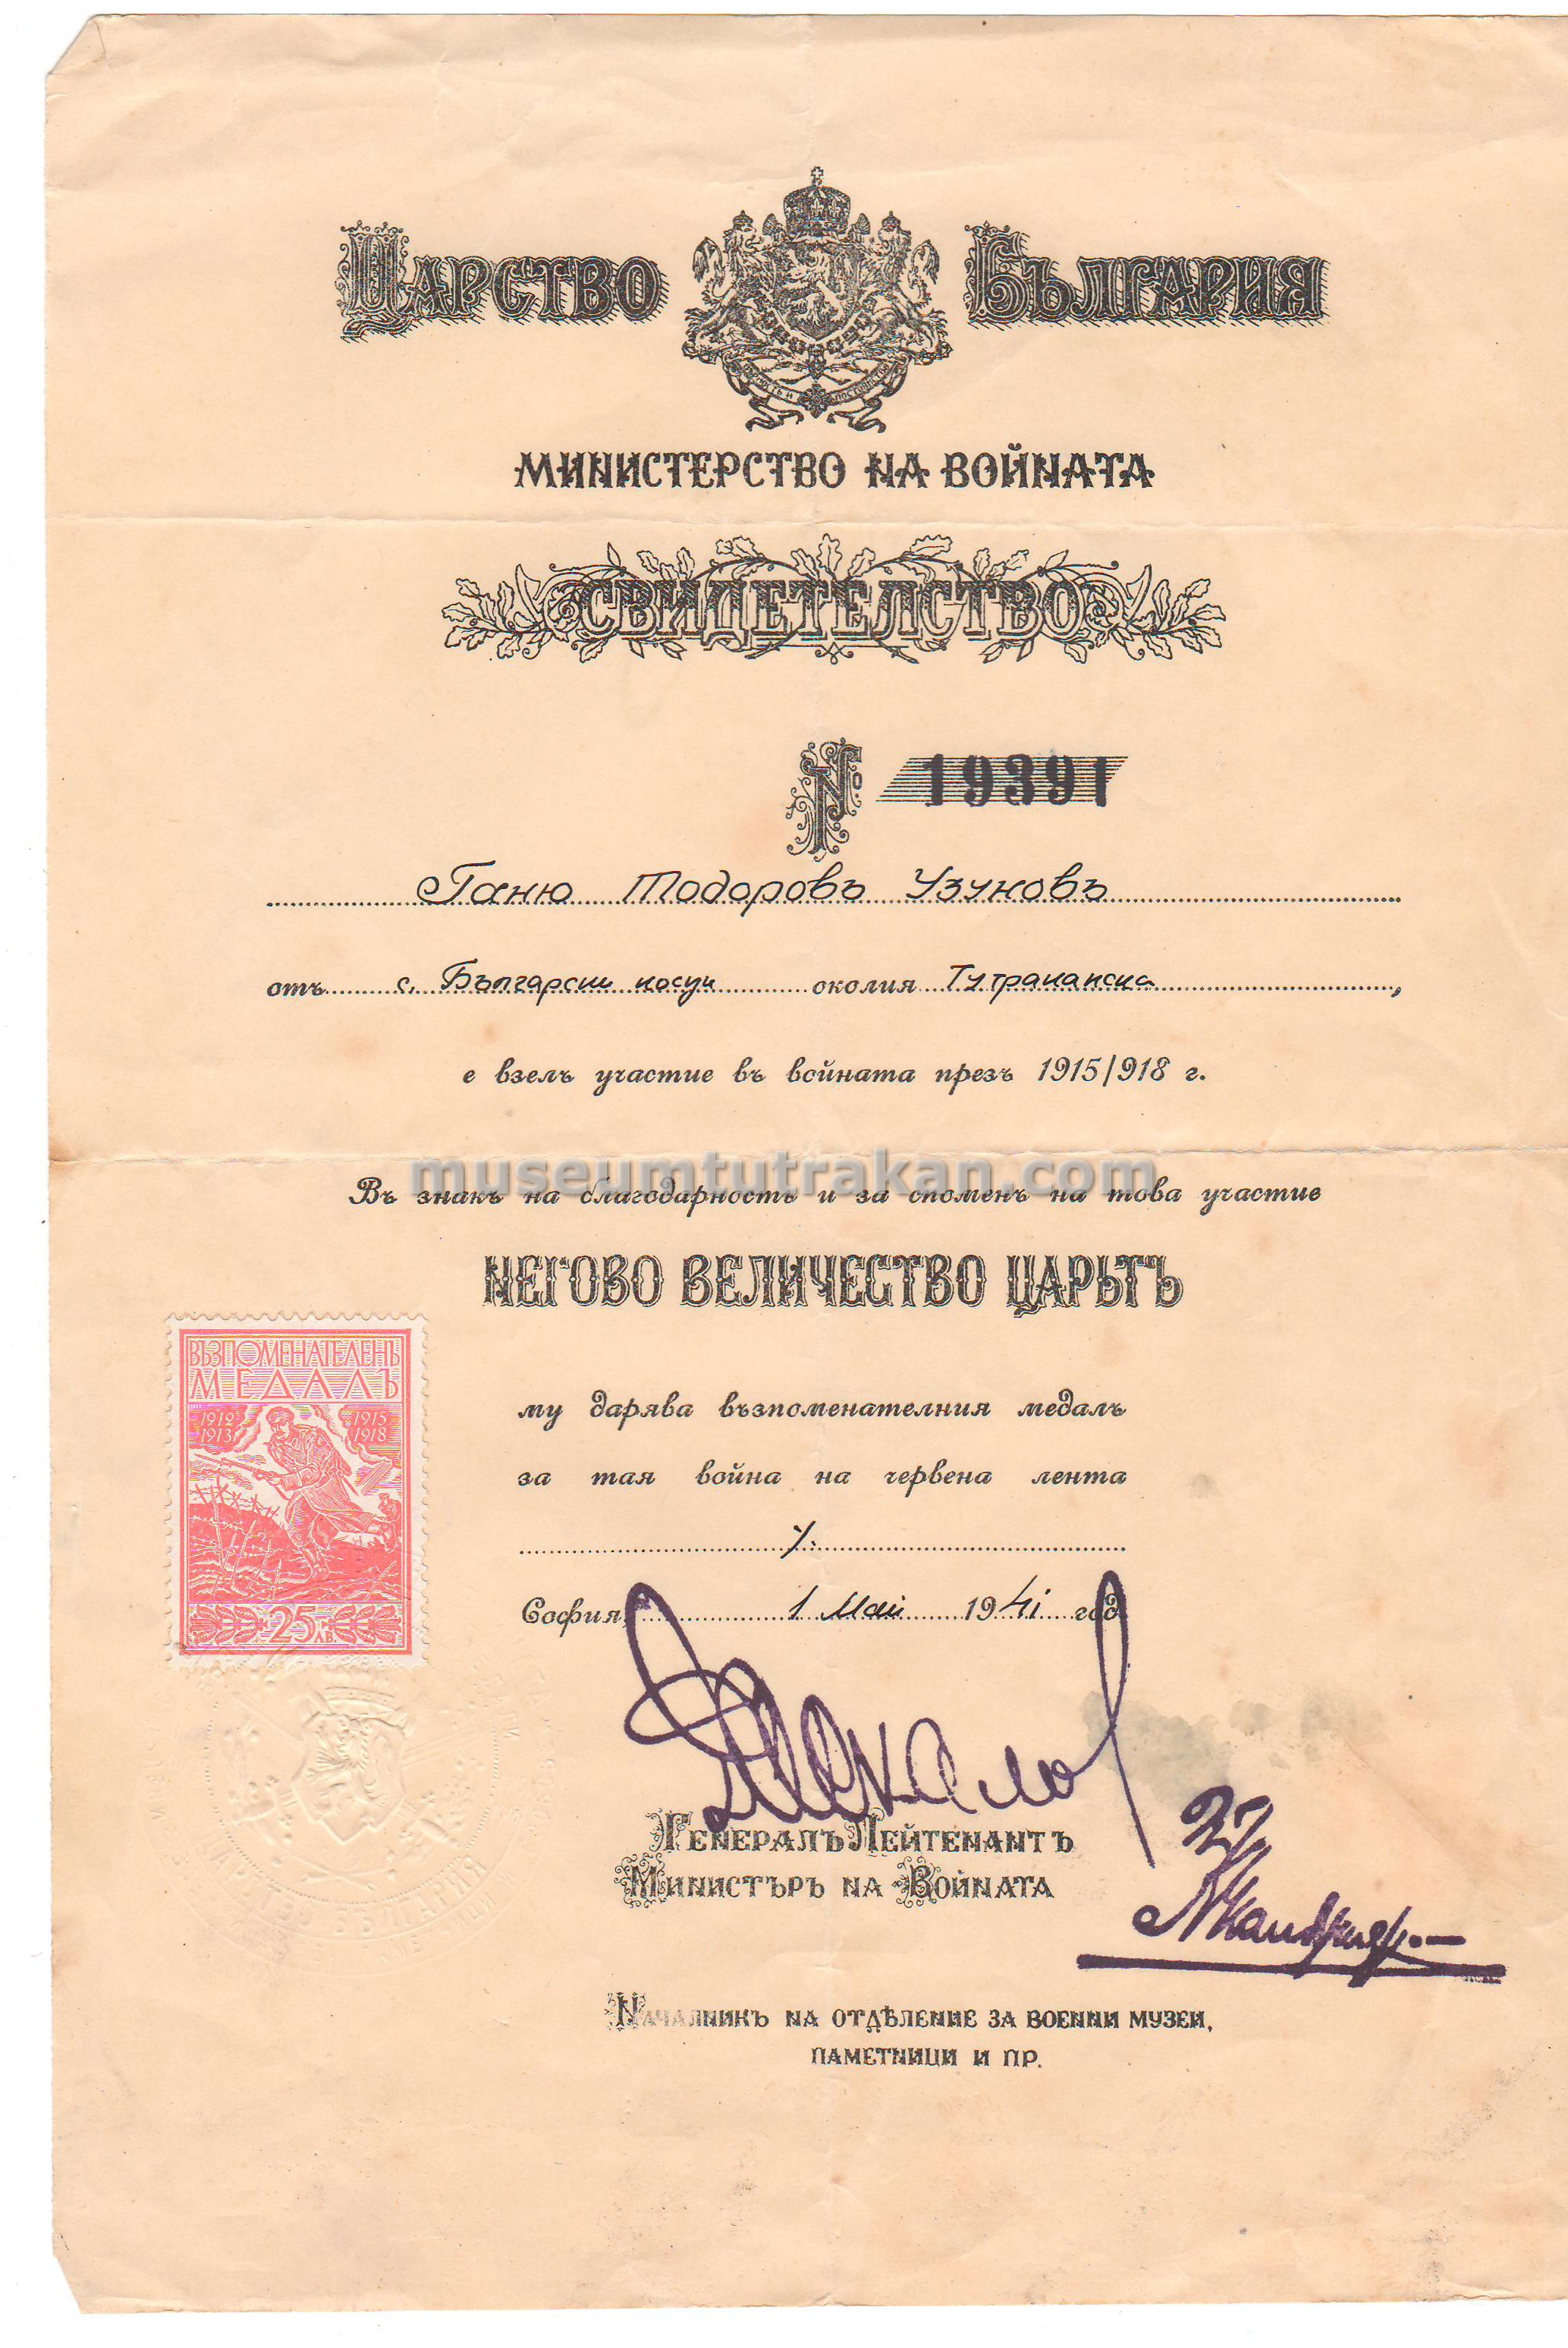 Царство България
МИНИСТЕРСТВО НА ВОЙНАТА
СВИДЕТЕЛСТВО
№ 19391
Ганю Тодоровъ Узуновъ
отъ с. Български косуи околия Тутраканска,
е взелъ участие въ войната презъ 1915/918 г.
museumtutrakan.com
Въ знакъ на благодарность и за споменъ на това участие
НЕГОВО ВЕЛИЧЕСТВО ЦАРЬТЪ
ВЪЗПОМЕНАТЕЛЕНЪ
МЕДАЛЪ
1912 1915
1913 1918
25 ЛВ.
му дарява възпоменателния медалъ
за тая война на червена лента
София, 1 Май 1941 год.
Генералъ Лейтенантъ
Министъръ на Войната
Началникъ на отдѣление за военни музеи,
паметници и пр.